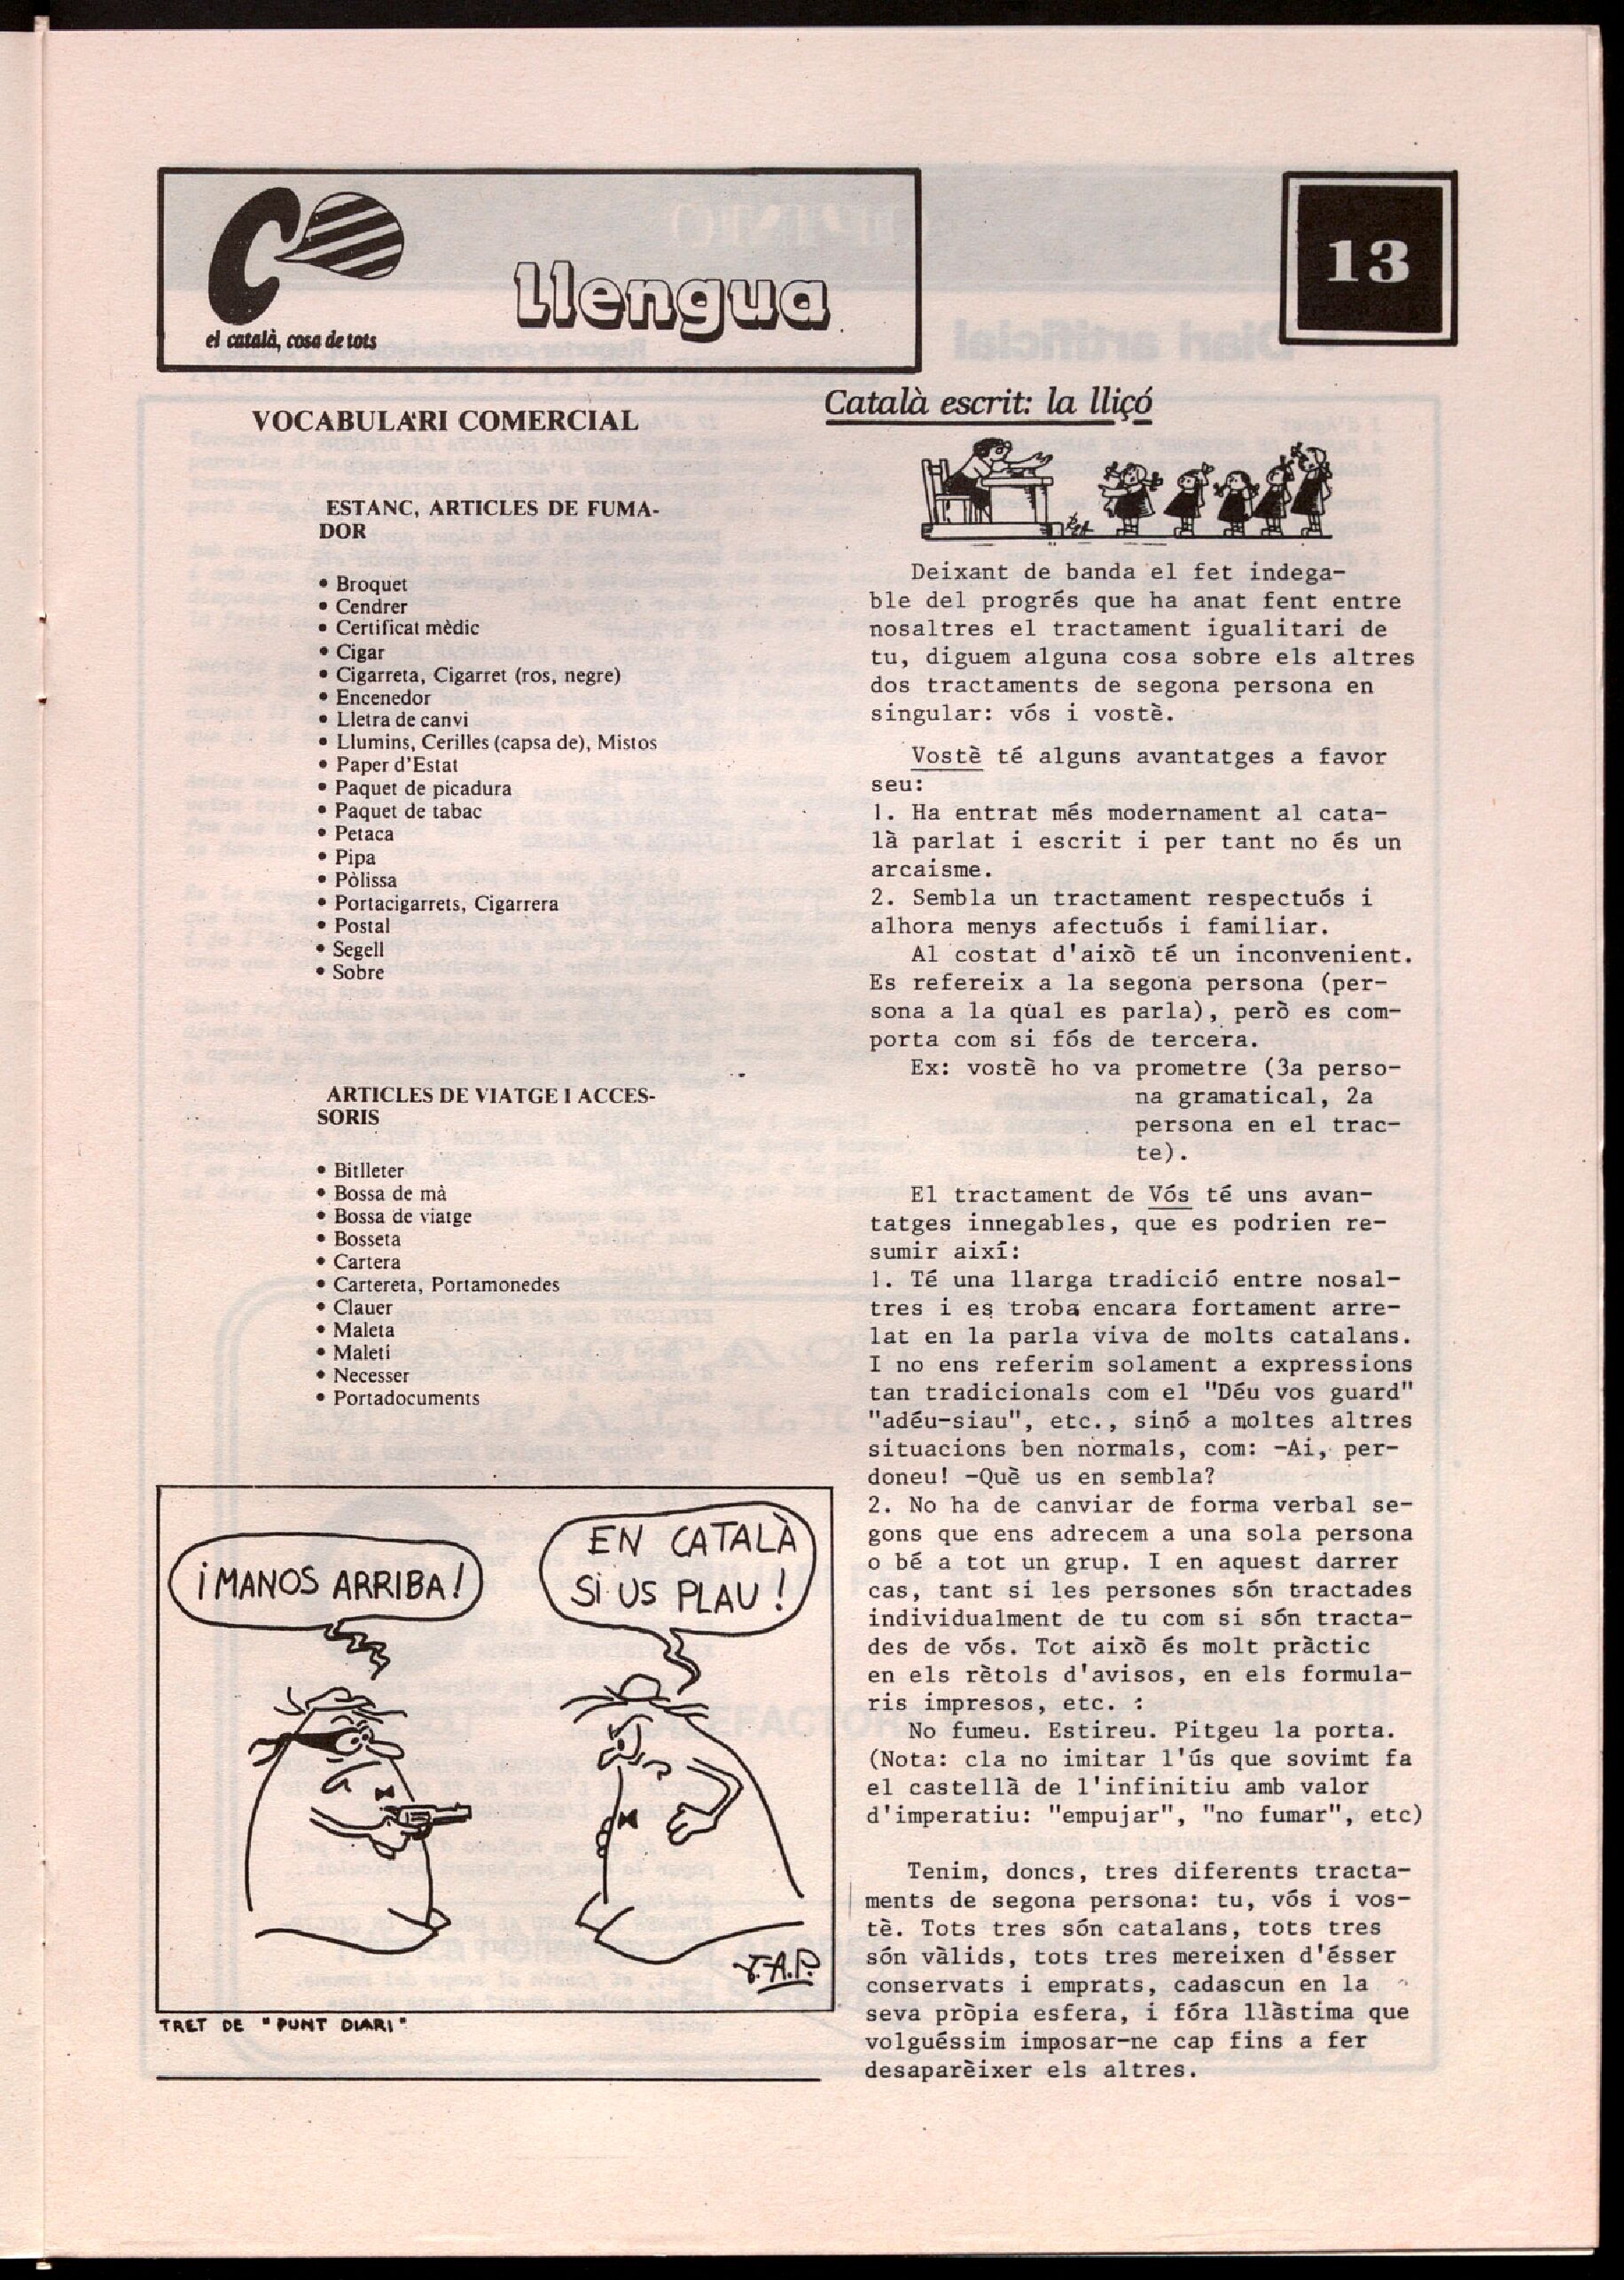 el català, cosa de tots
Llengua
13
VOCABULARI COMERCIAL
ESTANC, ARTICLES DE FUMA-
DOR
• Broquet
• Cendrer
• Certificat mèdic
• Cigar
• Cigarreta, Cigarret (ros, negre)
• Encenedor
• Lletra de canvi
• Llumins, Cerilles (capsa de), Mistos
• Paper d'Estat
• Paquet de picadura
• Paquet de tabac
• Petaca
• Pipa
• Pòlissa
• Portacigarrets, Cigarrera
• Postal
• Segell
• Sobre
ARTICLES DE VIATGE I ACCES-
SORIS
• Bitlleter
• Bossa de mà
• Bossa de viatge
• Bosseta
• Cartera
• Cartereta, Portamonedes
• Clauer
• Maleta
• Maletí
• Necesser
• Portadocuments
¡MANOS ARRIBA!
EN CATALÀ
SI US PLAU!
J.A.P.
TRET DE "PUNT DIARI"
Català escrit: la lliçó
Deixant de banda el fet indega-
ble del progrés que ha anat fent entre
nosaltres el tractament igualitari de
tu, diguem alguna cosa sobre els altres
dos tractaments de segona persona en
singular: vós i vostè.
Vostè té alguns avantatges a favor
seu:
1. Ha entrat més modernament al cata-
là parlat i escrit i per tant no és un
arcaisme.
2. Sembla un tractament respectuós i
alhora menys afectuós i familiar.
Al costat d'això té un inconvenient.
Es refereix a la segona persona (per-
sona a la qual es parla), però es com-
porta com si fós de tercera.
Ex: vostè ho va prometre (3a perso-
na gramatical, 2a
persona en el trac-
te).
El tractament de Vós té uns avan-
tatges innegables, que es podrien re-
sumir així:
1. Té una llarga tradició entre nosal-
tres i es troba encara fortament arre-
lat en la parla viva de molts catalans.
I no ens referim solament a expressions
tan tradicionals com el "Déu vos guard"
"adéu-siau", etc., sinó a moltes altres
situacions ben normals, com: -Ai, per-
doneu! -Què us en sembla?
2. No ha de canviar de forma verbal se-
gons que ens adrecem a una sola persona
o bé a tot un grup. I en aquest darrer
cas, tant si les persones són tractades
individualment de tu com si són tracta-
des de vós. Tot això és molt pràctic
en els rètols d'avisos, en els formula-
ris impresos, etc. :
No fumeu. Estireu. Pitgeu la porta.
(Nota: cla no imitar l'ús que sovimt fa
el castellà de l'infinitiu amb valor
d'imperatiu: "empujar", "no fumar", etc)
Tenim, doncs, tres diferents tracta-
ments de segona persona: tu, vós i vos-
tè. Tots tres són catalans, tots tres
són vàlids, tots tres mereixen d'ésser
conservats i emprats, cadascun en la
seva pròpia esfera, i fóra llàstima que
volguéssim imposar-ne cap fins a fer
desaparèixer els altres.